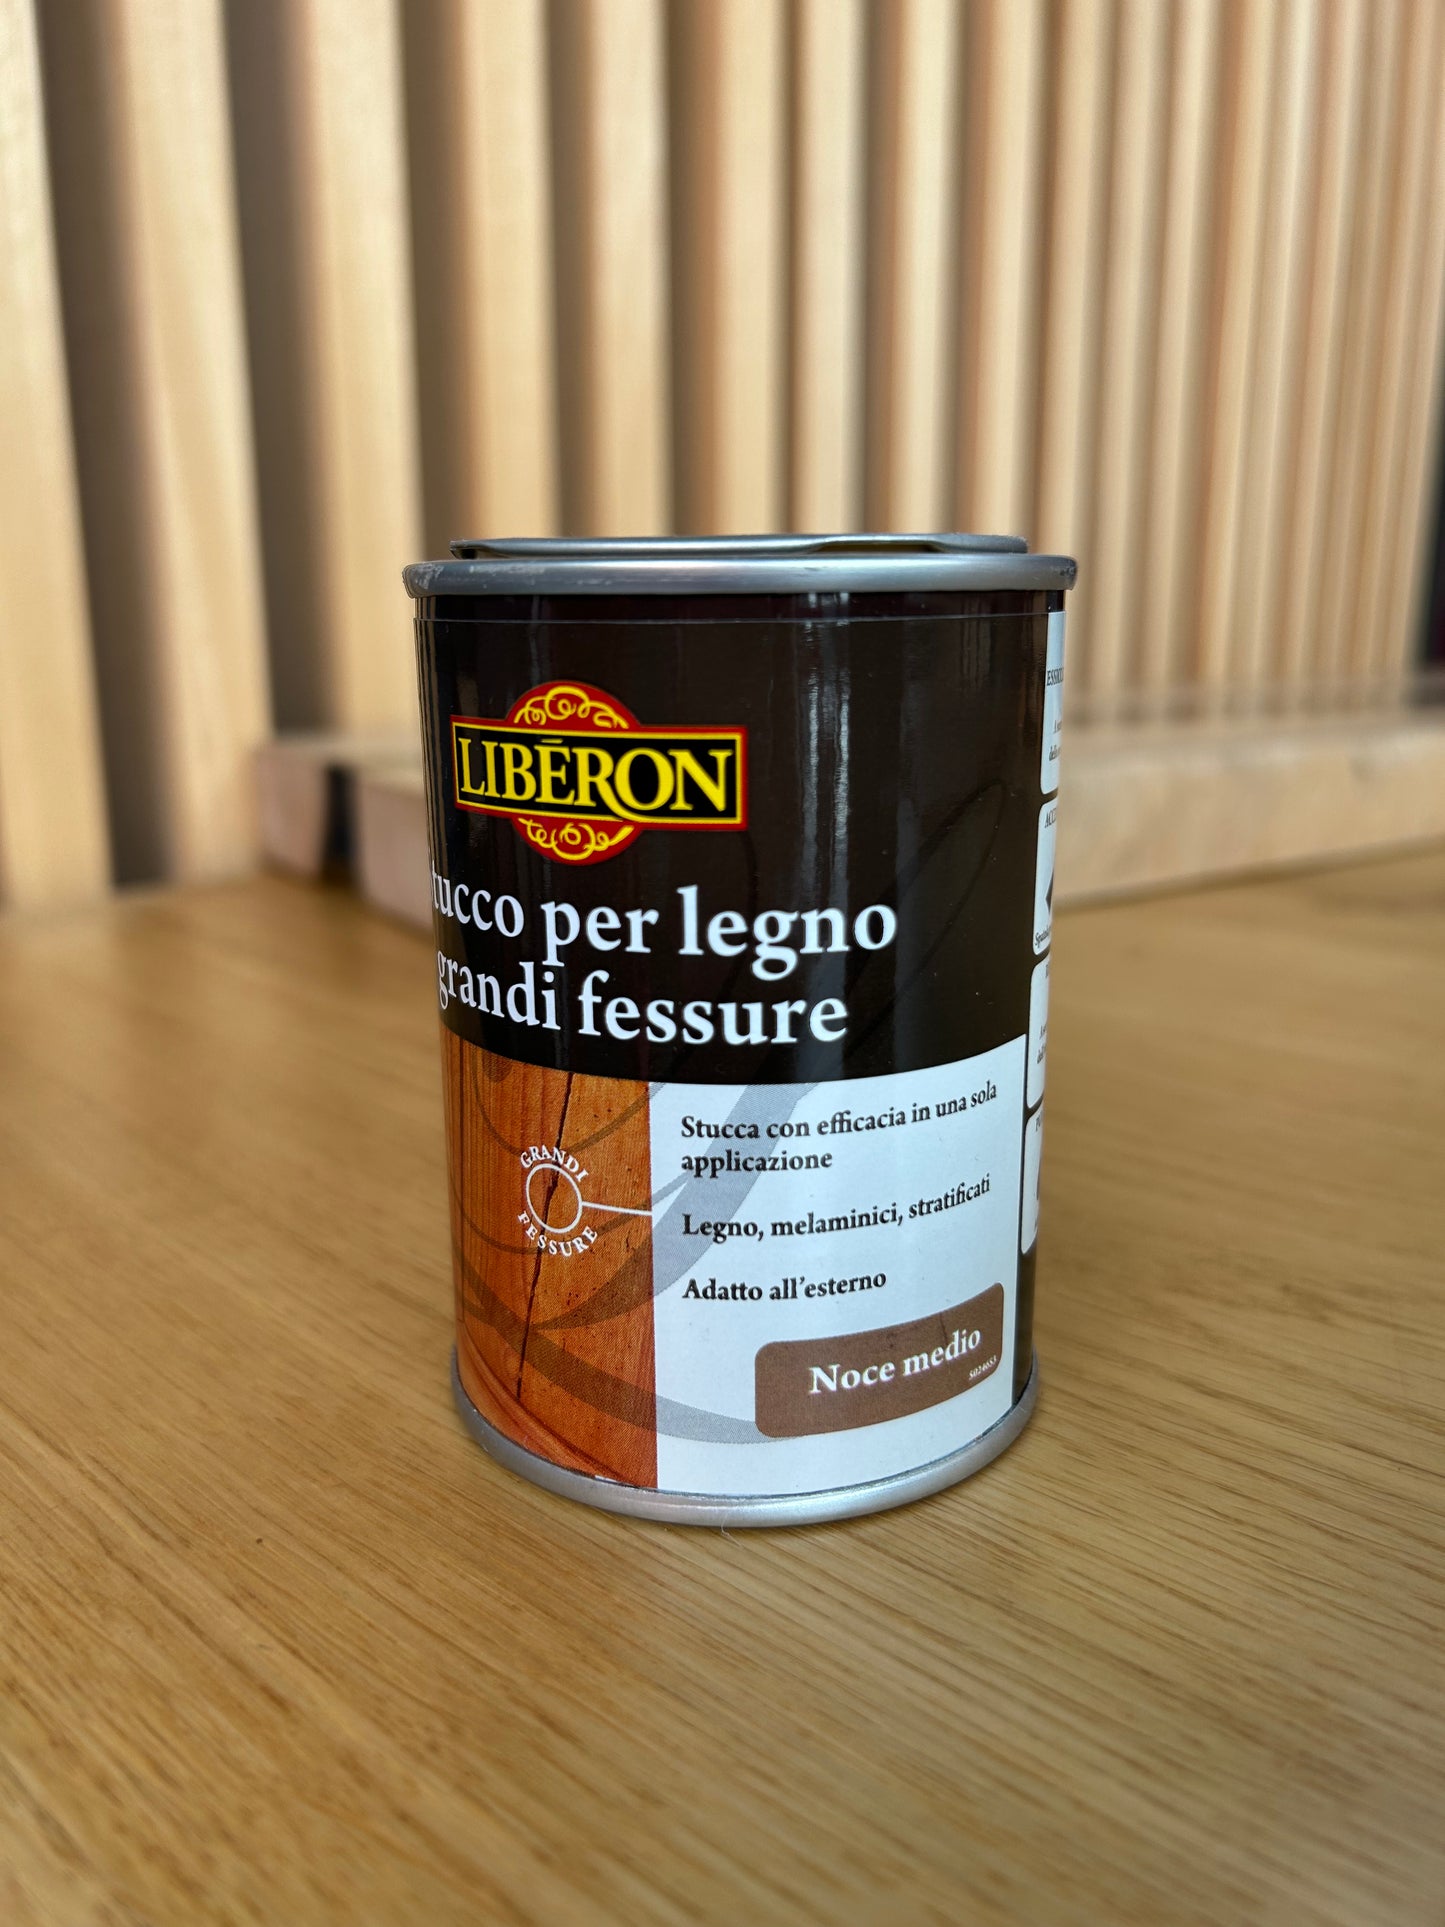 LIBÉRON
tucco per legno
grandi fessure
GRANDI
FESSURE
Stucca con efficacia in una sola
applicazione
Legno, melaminici, stratificati
Adatto all'esterno
Noce medio